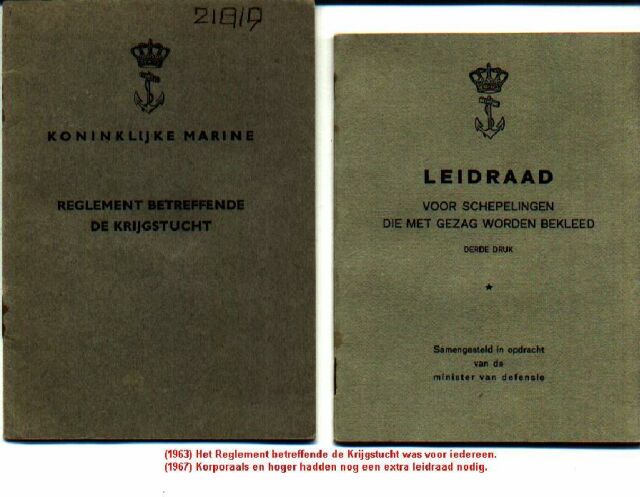 21819
KONINKLIJKE MARINE
REGLEMENT BETREFFENDE
DE KRIJGSTUCHT
LEIDRAAD
VOOR SCHEPELINGEN
DIE MET GEZAG WORDEN BEKLEED
DERDE DRUK
Samengesteld in opdracht
van de
minister van defensie
(1963) Het Reglement betreffende de Krijgstucht was voor iedereen.
(1967) Korporaals en hoger hadden nog een extra leidraad nodig.